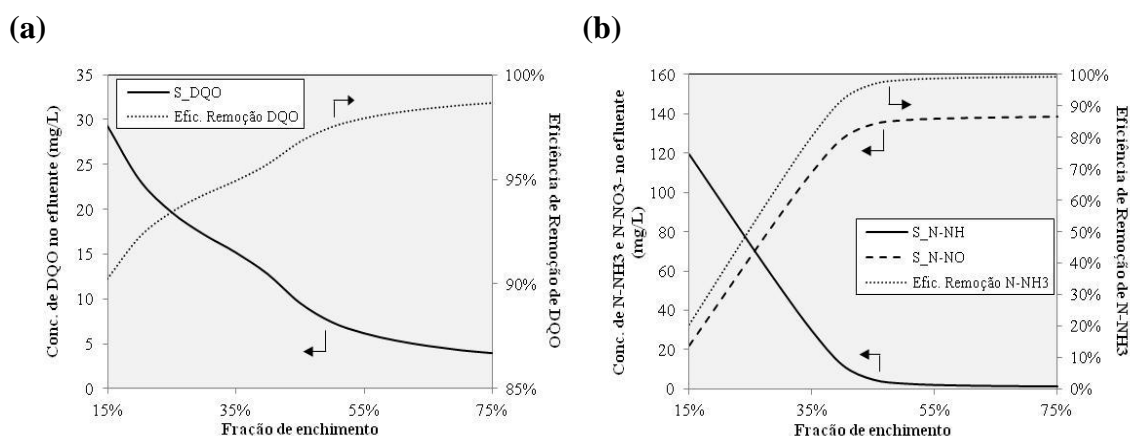 (a)
(b)
Conc. de DQO no efluente (mg/L)
35
30
25
20
15
10
5
0
S_DQO
Efic. Remoção DQO
100%
95%
90%
85%
Eficiência de Remoção de DQO
15%
35%
55%
75%
Fração de enchimento
Conc. de N-NH3 e N-NO3- no efluente
(mg/L)
160
140
120
100
80
60
40
20
0
S_N-NH
S_N-NO
Efic. Remoção N-NH3
100%
90%
80%
70%
60%
50%
40%
30%
20%
10%
0%
Eficiência de Remoção de N-NH3
15%
35%
55%
75%
Fração de enchimento